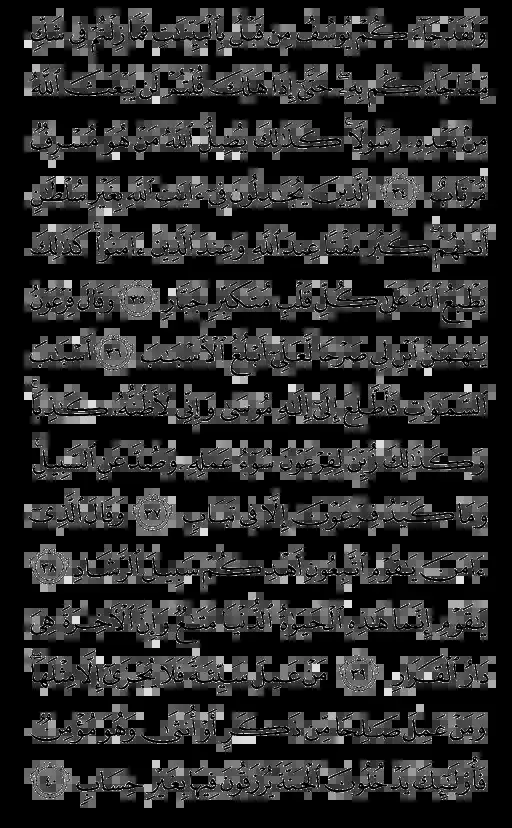 وَلَقَدْ جَآءَكُمْ يُوسُفُ مِن قَبْلُ بِٱلْبَيِّنَٰتِ فَمَا زِلْتُمْ فِى شَكٍّ
مِّمَّا جَآءَكُم بِهِۦ ۖ حَتَّىٰٓ إِذَا هَلَكَ قُلْتُمْ لَن يَبْعَثَ ٱللَّهُ
مِنۢ بَعْدِهِۦ رَسُولًا ۚ كَذَٰلِكَ يُضِلُّ ٱللَّهُ مَنْ هُوَ مُسْرِفٌ
مُّرْتَابٌ ٣٤ ٱلَّذِينَ يُجَٰدِلُونَ فِىٓ ءَايَٰتِ ٱللَّهِ بِغَيْرِ سُلْطَٰنٍ
أَتَىٰهُمْ ۖ كَبُرَ مَقْتًا عِندَ ٱللَّهِ وَعِندَ ٱلَّذِينَ ءَامَنُوا۟ ۚ كَذَٰلِكَ
يَطْبَعُ ٱللَّهُ عَلَىٰ كُلِّ قَلْبِ مُتَكَبِّرٍ جَبَّارٍ ٣٥ وَقَالَ فِرْعَوْنُ
يَٰهَٰمَٰنُ ٱبْنِ لِى صَرْحًا لَّعَلِّىٓ أَبْلُغُ ٱلْأَسْبَٰبَ ٣٦ أَسْبَٰبَ
ٱلسَّمَٰوَٰتِ فَأَطَّلِعَ إِلَىٰٓ إِلَٰهِ مُوسَىٰ وَإِنِّى لَأَظُنُّهُۥ كَٰذِبًا ۚ
وَكَذَٰلِكَ زُيِّنَ لِفِرْعَوْنَ سُوٓءُ عَمَلِهِۦ وَصُدَّ عَنِ ٱلسَّبِيلِ ۚ
وَمَا كَيْدُ فِرْعَوْنَ إِلَّا فِى تَبَابٍ ٣٧ وَقَالَ ٱلَّذِىٓ
ءَامَنَ يَٰقَوْمِ ٱتَّبِعُونِ أَهْدِكُمْ سَبِيلَ ٱلرَّشَادِ ٣٨
يَٰقَوْمِ إِنَّمَا هَٰذِهِ ٱلْحَيَوٰةُ ٱلدُّنْيَا مَتَٰعٌ وَإِنَّ ٱلْءَاخِرَةَ هِىَ
دَارُ ٱلْقَرَارِ ٣٩ مَنْ عَمِلَ سَيِّئَةً فَلَا يُجْزَىٰٓ إِلَّا مِثْلَهَا ۖ
وَمَنْ عَمِلَ صَٰلِحًا مِّن ذَكَرٍ أَوْ أُنثَىٰ وَهُوَ مُؤْمِنٌ
فَأُو۟لَٰٓئِكَ يَدْخُلُونَ ٱلْجَنَّةَ يُرْزَقُونَ فِيهَا بِغَيْرِ حِسَابٍ ٤٠